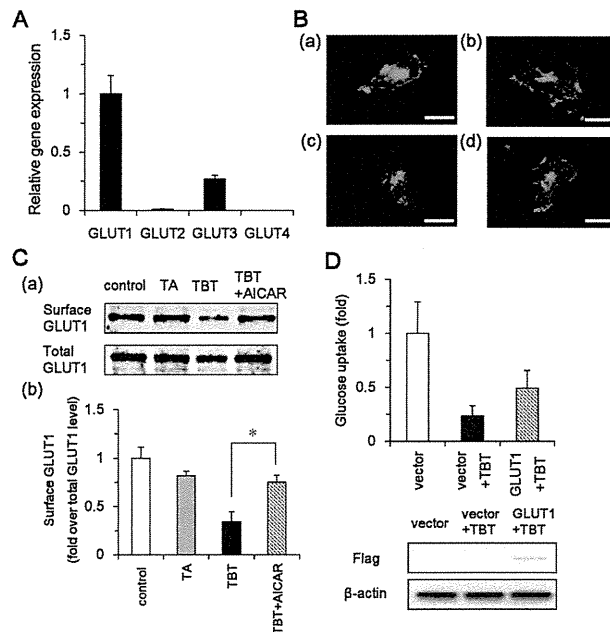 A
Relative gene expression
1.5
1
0.5
0
GLUT1 GLUT2 GLUT3 GLUT4
B
(a)
(b)
(c)
(d)
C
(a)
control TA TBT TBT
+AICAR
Surface
GLUT1
Total
GLUT1
(b)
Surface GLUT1
(fold over total GLUT1 level)
1.5
1
0.5
0
*
control
TA
TBT
TBT+AICAR
D
Glucose uptake (fold)
1.5
1
0.5
0
vector
vector
+TBT
GLUT1
+TBT
vector vector
+TBT GLUT1
+TBT
Flag
β-actin